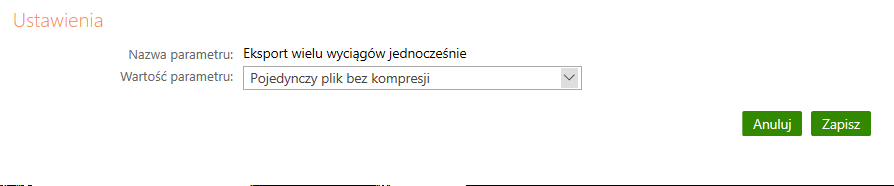 Ustawienia
Nazwa parametru: Eksport wielu wyciągów jednocześnie
Wartość parametru: Pojedynczy plik bez kompresji
Anuluj Zapisz